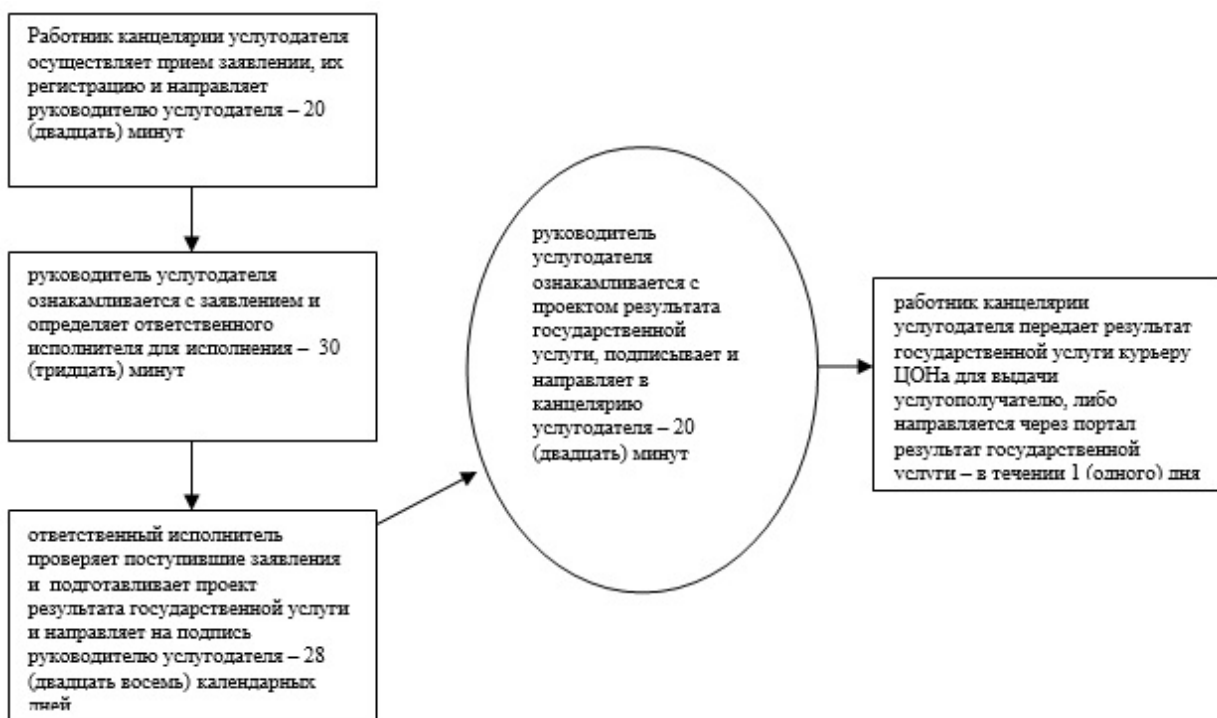 Работник канцелярии услугодателя
осуществляет прием заявлении, их
регистрацию и направляет
руководителю услугодателя – 20
(двадцать) минут
руководитель услугодателя
ознакамливается с заявлением и
определяет ответственного
исполнителя для исполнения – 30
(тридцать) минут
ответственный исполнитель
проверяет поступившие заявления
и подготавливает проект
результата государственной услуги
и направляет на подпись
руководителю услугодателя – 28
(двадцать восемь) календарных
дней
руководитель
услугодателя
ознакамливается с
проектом результата
государственной
услуги, подписывает и
направляет в
канцелярию
услугодателя – 20
(двадцать) минут
работник канцелярии
услугодателя передает результат
государственной услуги курьеру
ЦОНа для выдачи
услугополучателю, либо
направляется через портал
результат государственной
услуги – в течении 1 (одного) дня